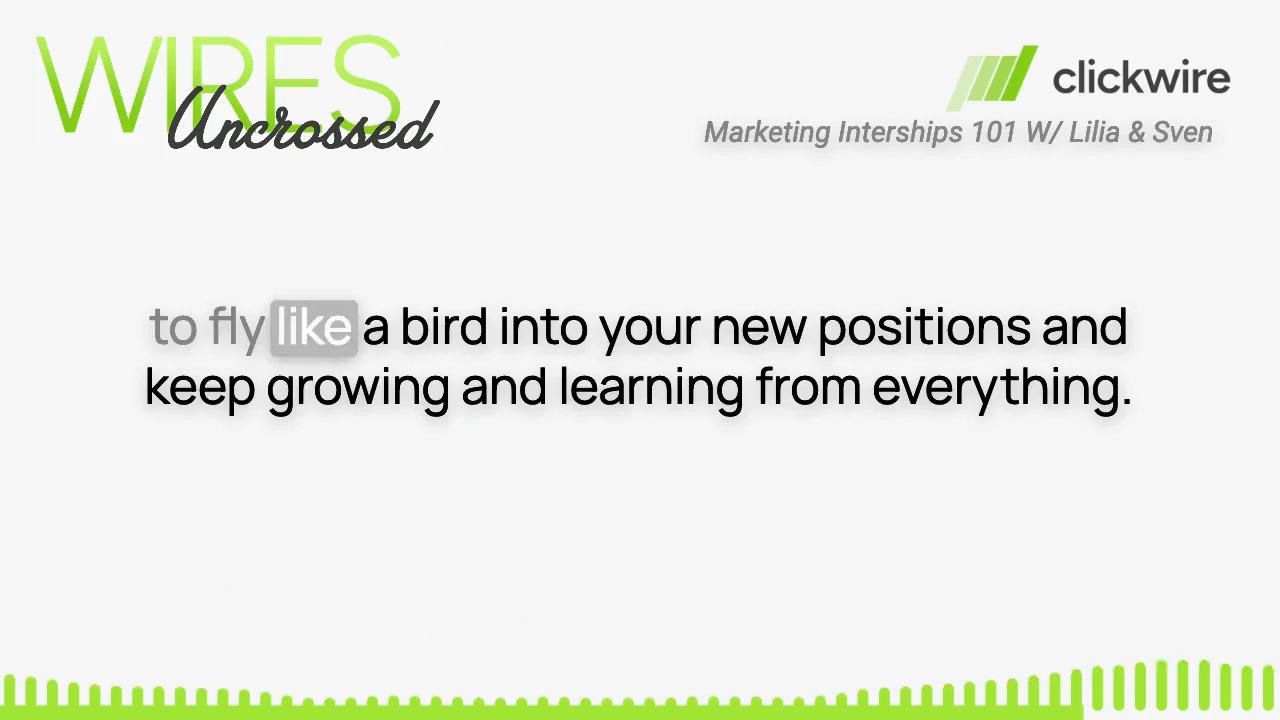 WIRES
Uncrossed
clickwire
Marketing Interships 101 W/ Lilia & Sven
to fly like a bird into your new positions and
keep growing and learning from everything.